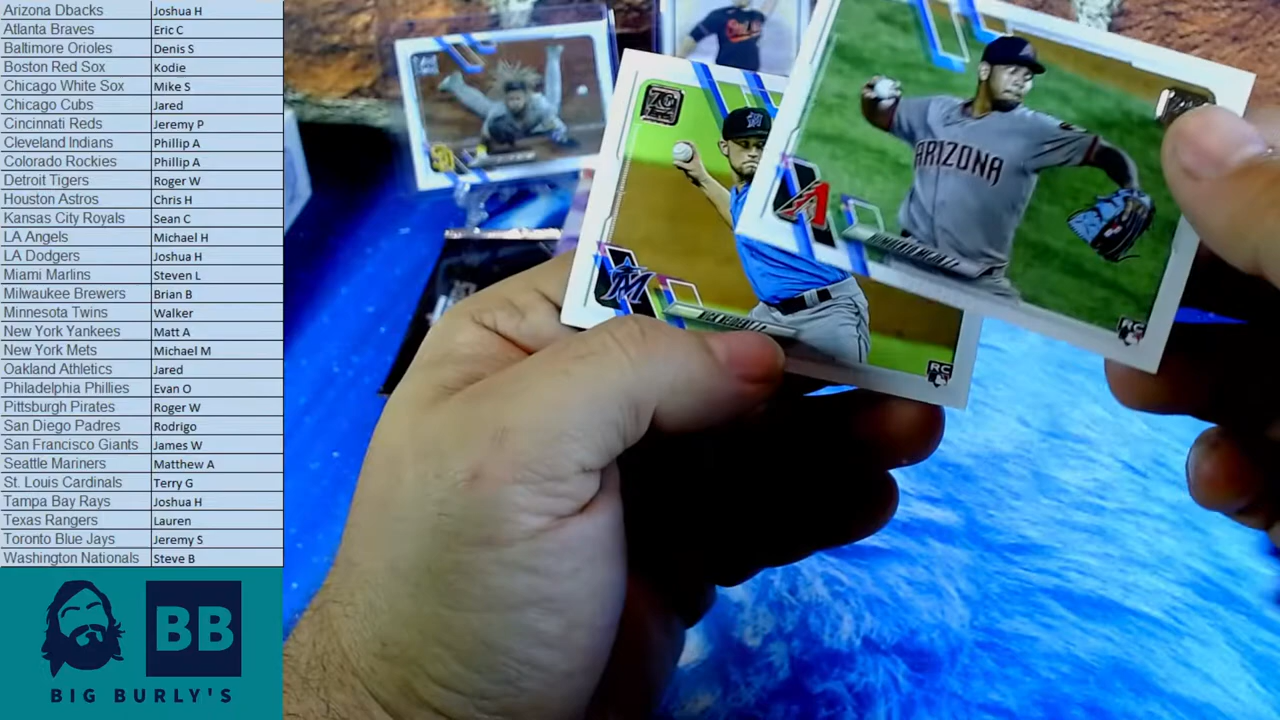 Arizona Dbacks Joshua H
Atlanta Braves Eric C
Baltimore Orioles Denis S
Boston Red Sox Kodie
Chicago White Sox Mike S
Chicago Cubs Jared
Cincinnati Reds Jeremy P
Cleveland Indians Phillip A
Colorado Rockies Phillip A
Detroit Tigers Roger W
Houston Astros Chris H
Kansas City Royals Sean C
LA Angels Michael H
LA Dodgers Joshua H
Miami Marlins Steven L
Milwaukee Brewers Brian B
Minnesota Twins Walker
New York Yankees Matt A
New York Mets Michael M
Oakland Athletics Jared
Philadelphia Phillies Evan O
Pittsburgh Pirates Roger W
San Diego Padres Rodrigo
San Francisco Giants James W
Seattle Mariners Matthew A
St. Louis Cardinals Terry G
Tampa Bay Rays Joshua H
Texas Rangers Lauren
Toronto Blue Jays Jeremy S
Washington Nationals Steve B
BB
BIG BURLY'S
ARIZONA
RC
RC